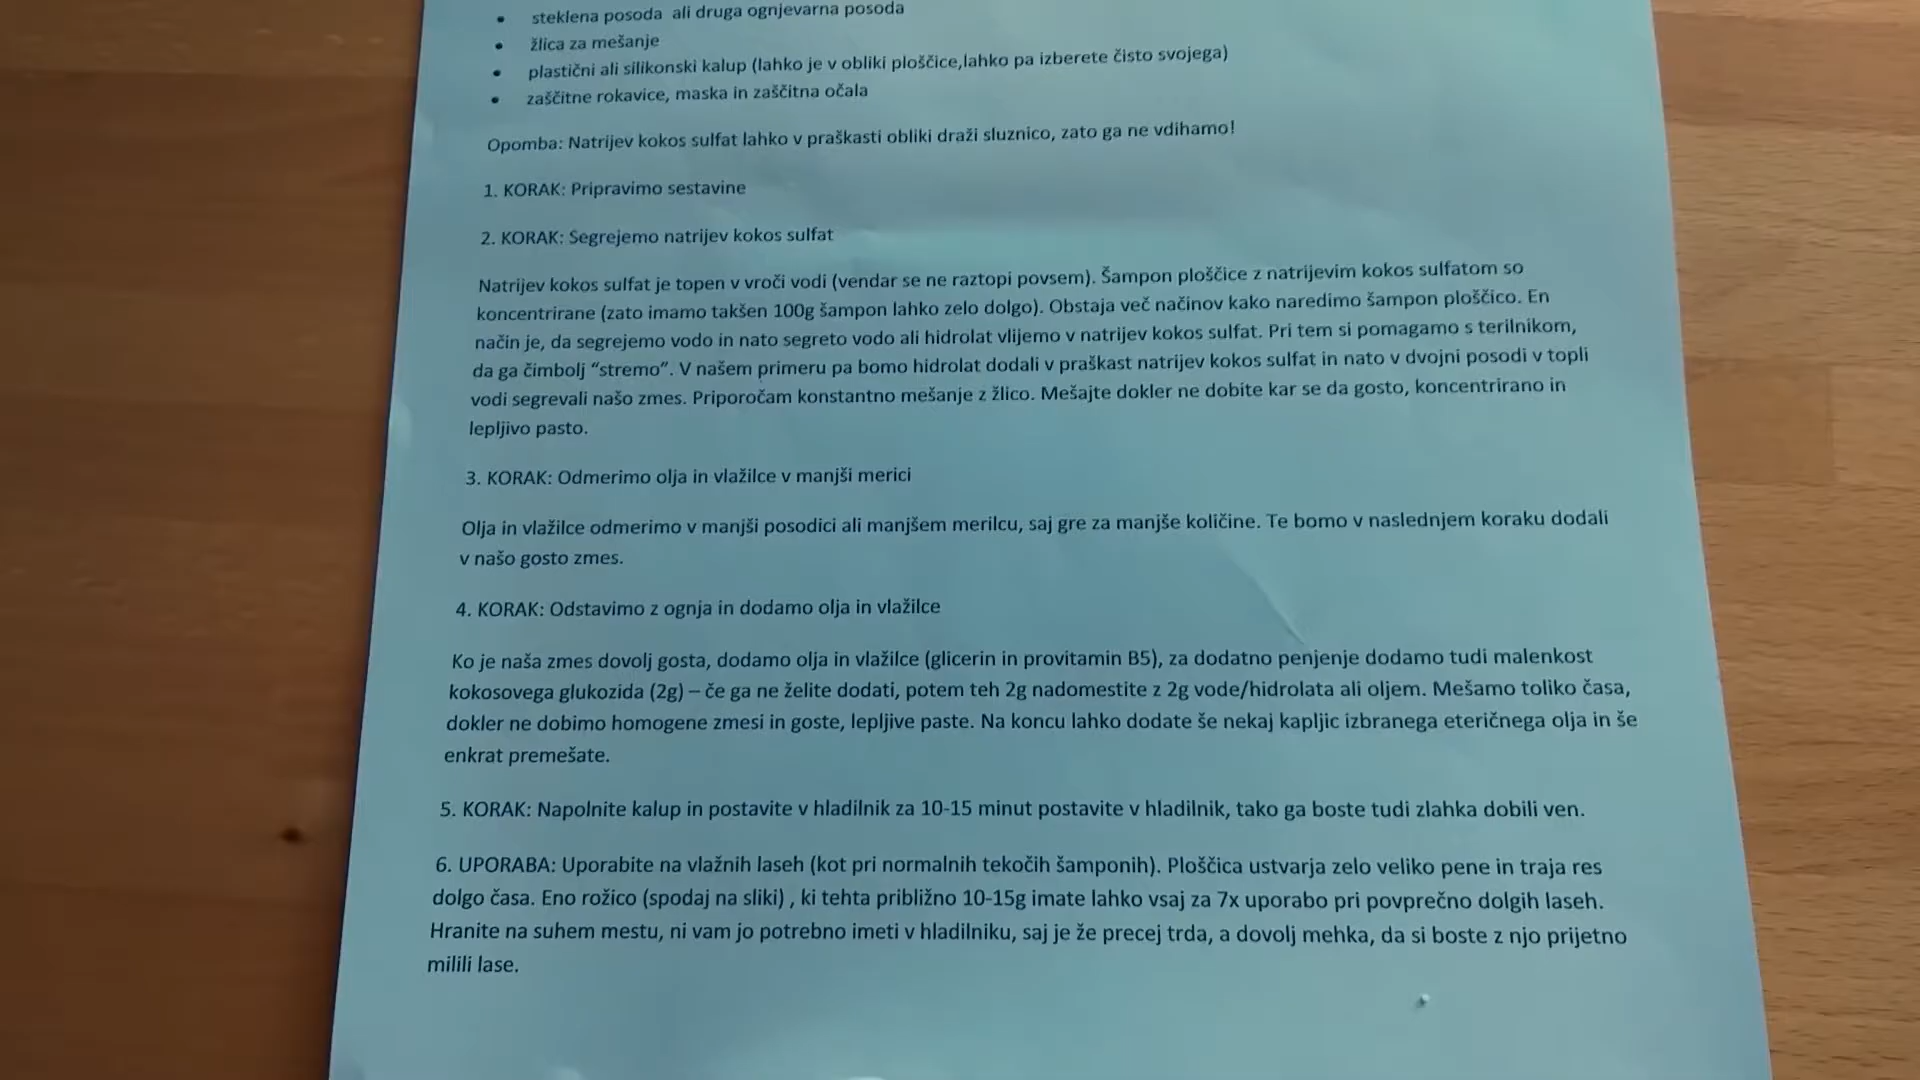 • steklena posoda ali druga ognjevarna posoda
• žlica za mešanje
• plastični ali silikonski kalup (lahko je v obliki ploščice,lahko pa izberete čisto svojega)
• zaščitne rokavice, maska in zaščitna očala
Opomba: Natrijev kokos sulfat lahko v praškasti obliki draži sluznico, zato ga ne vdihamo!
1. KORAK: Pripravimo sestavine
2. KORAK: Segrejemo natrijev kokos sulfat
Natrijev kokos sulfat je topen v vroči vodi (vendar se ne raztopi povsem). Šampon ploščice z natrijevim kokos sulfatom so
koncentrirane (zato imamo takšen 100g šampon lahko zelo dolgo). Obstaja več načinov kako naredimo šampon ploščico. En
način je, da segrejemo vodo in nato segreto vodo ali hidrolat vlijemo v natrijev kokos sulfat. Pri tem si pomagamo s terilnikom,
da ga čimbolj “stremo”. V našem primeru pa bomo hidrolat dodali v praškast natrijev kokos sulfat in nato v dvojni posodi v topli
vodi segrevali našo zmes. Priporočam konstantno mešanje z žlico. Mešajte dokler ne dobite kar se da gosto, koncentrirano in
lepljivo pasto.
3. KORAK: Odmerimo olja in vlažilce v manjši merici
Olja in vlažilce odmerimo v manjši posodici ali manjšem merilcu, saj gre za manjše količine. Te bomo v naslednjem koraku dodali
v našo gosto zmes.
4. KORAK: Odstavimo z ognja in dodamo olja in vlažilce
Ko je naša zmes dovolj gosta, dodamo olja in vlažilce (glicerin in provitamin B5), za dodatno penjenje dodamo tudi malenkost
kokosovega glukozida (2g) – če ga ne želite dodati, potem teh 2g nadomestite z 2g vode/hidrolata ali oljem. Mešamo toliko časa,
dokler ne dobimo homogene zmesi in goste, lepljive paste. Na koncu lahko dodate še nekaj kapljic izbranega eteričnega olja in še
enkrat premešate.
5. KORAK: Napolnite kalup in postavite v hladilnik za 10-15 minut postavite v hladilnik, tako ga boste tudi zlahka dobili ven.
6. UPORABA: Uporabite na vlažnih laseh (kot pri normalnih tekočih šamponih). Ploščica ustvarja zelo veliko pene in traja res
dolgo časa. Eno rožico (spodaj na sliki) , ki tehta približno 10-15g imate lahko vsaj za 7x uporabo pri povprečno dolgih laseh.
Hranite na suhem mestu, ni vam jo potrebno imeti v hladilniku, saj je že precej trda, a dovolj mehka, da si boste z njo prijetno
milili lase.